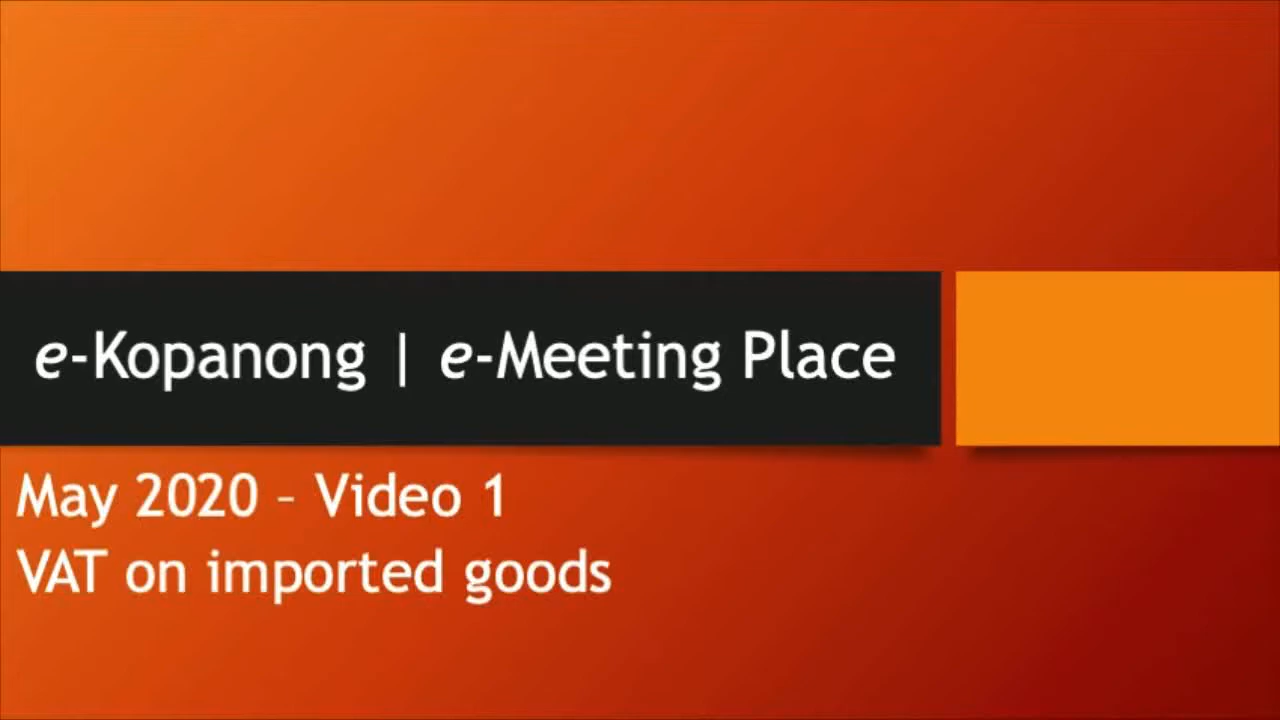 e-Kopanong | e-Meeting Place
May 2020 – Video 1
VAT on imported goods